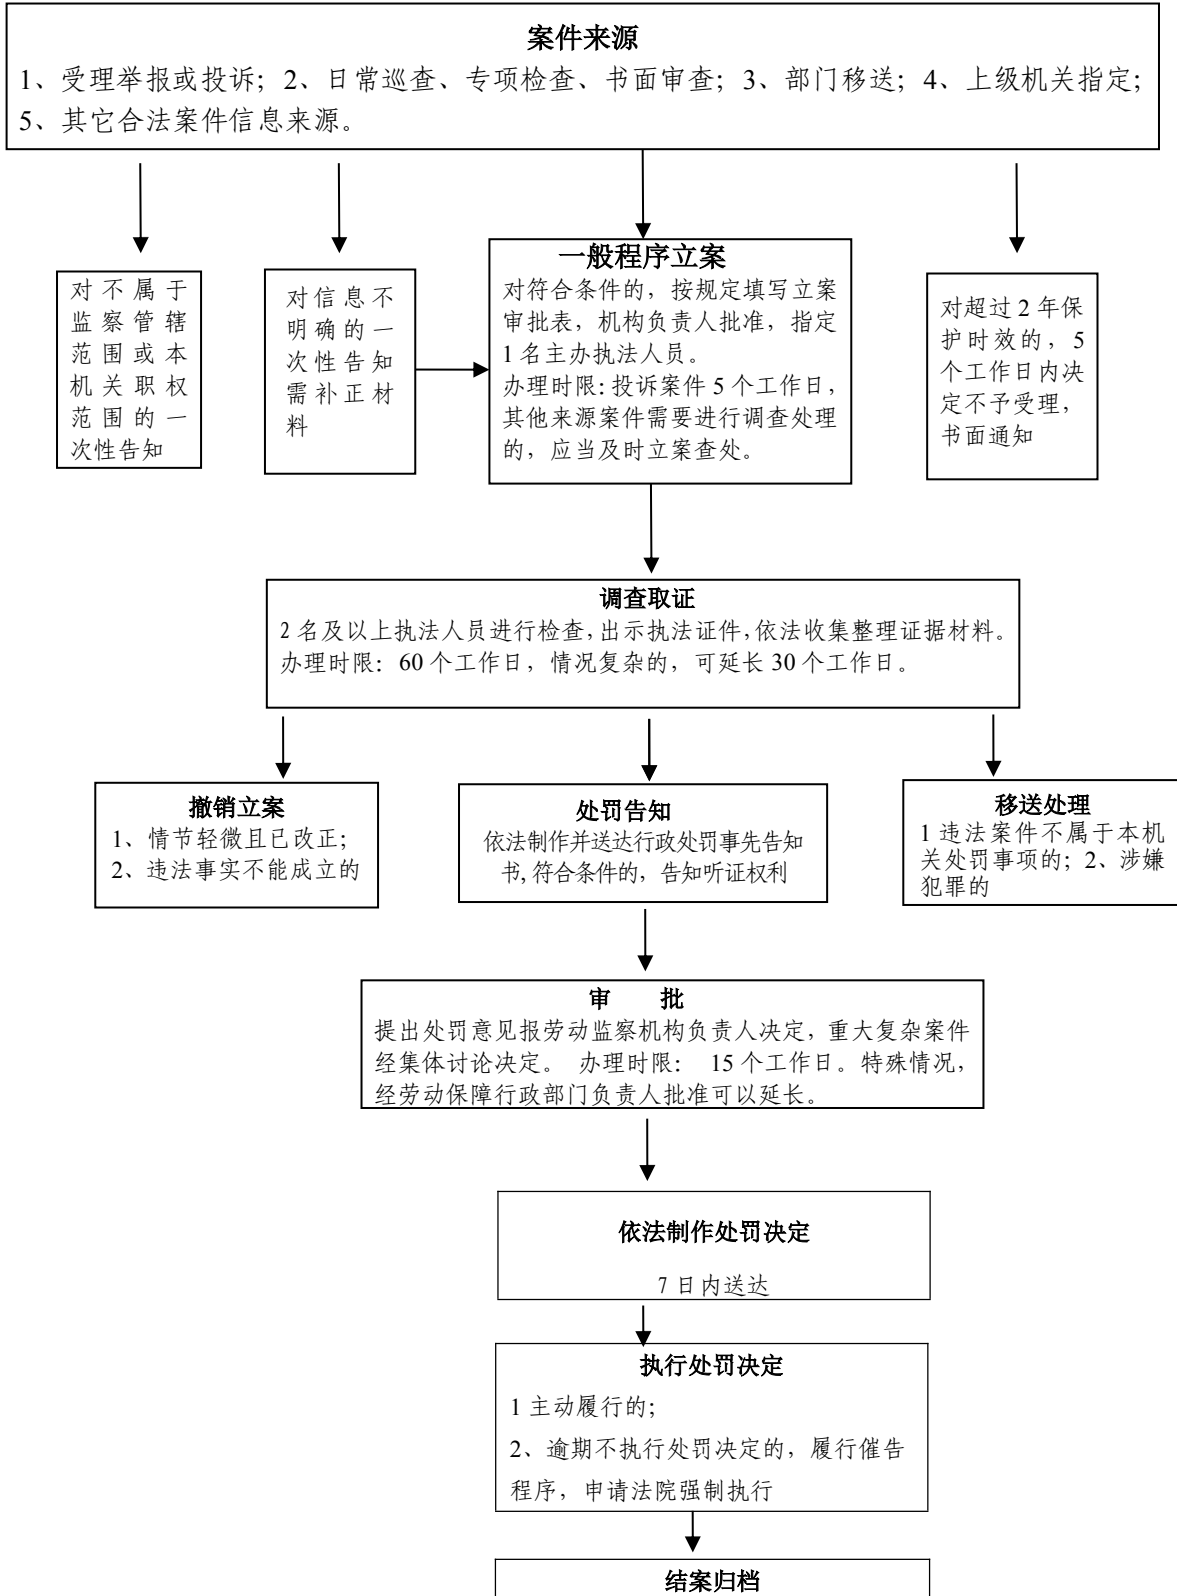 案件来源
1、受理举报或投诉；2、日常巡查、专项检查、书面审查；3、部门移送；4、上级机关指定；
5、其它合法案件信息来源。
对不属于
监察管辖
范围或本
机关职权
范围的一
次性告知
对信息不
明确的一
次性告知
需补正材
料
一般程序立案
对符合条件的，按规定填写立案
审批表，机构负责人批准，指定
1名主办执法人员。
办理时限：投诉案件 5 个工作日，
其他来源案件需要进行调查处理
的，应当及时立案查处。
对超过 2 年保
护时效的，5
个工作日内决
定不予受理，
书面通知
调查取证
2 名及以上执法人员进行检查，出示执法证件，依法收集整理证据材料。
办理时限：60 个工作日，情况复杂的，可延长 30 个工作日。
撤销立案
1、情节轻微且已改正；
2、违法事实不能成立的
处罚告知
依法制作并送达行政处罚事先告知
书，符合条件的，告知听证权利
移送处理
1 违法案件不属于本机
关处罚事项的；2、涉嫌
犯罪的
审 批
提出处罚意见报劳动监察机构负责人决定，重大复杂案件
经集体讨论决定。 办理时限： 15 个工作日。特殊情况，
经劳动保障行政部门负责人批准可以延长。
依法制作处罚决定
7 日内送达
执行处罚决定
1 主动履行的；
2、逾期不执行处罚决定的，履行催告
程序，申请法院强制执行
结案归档